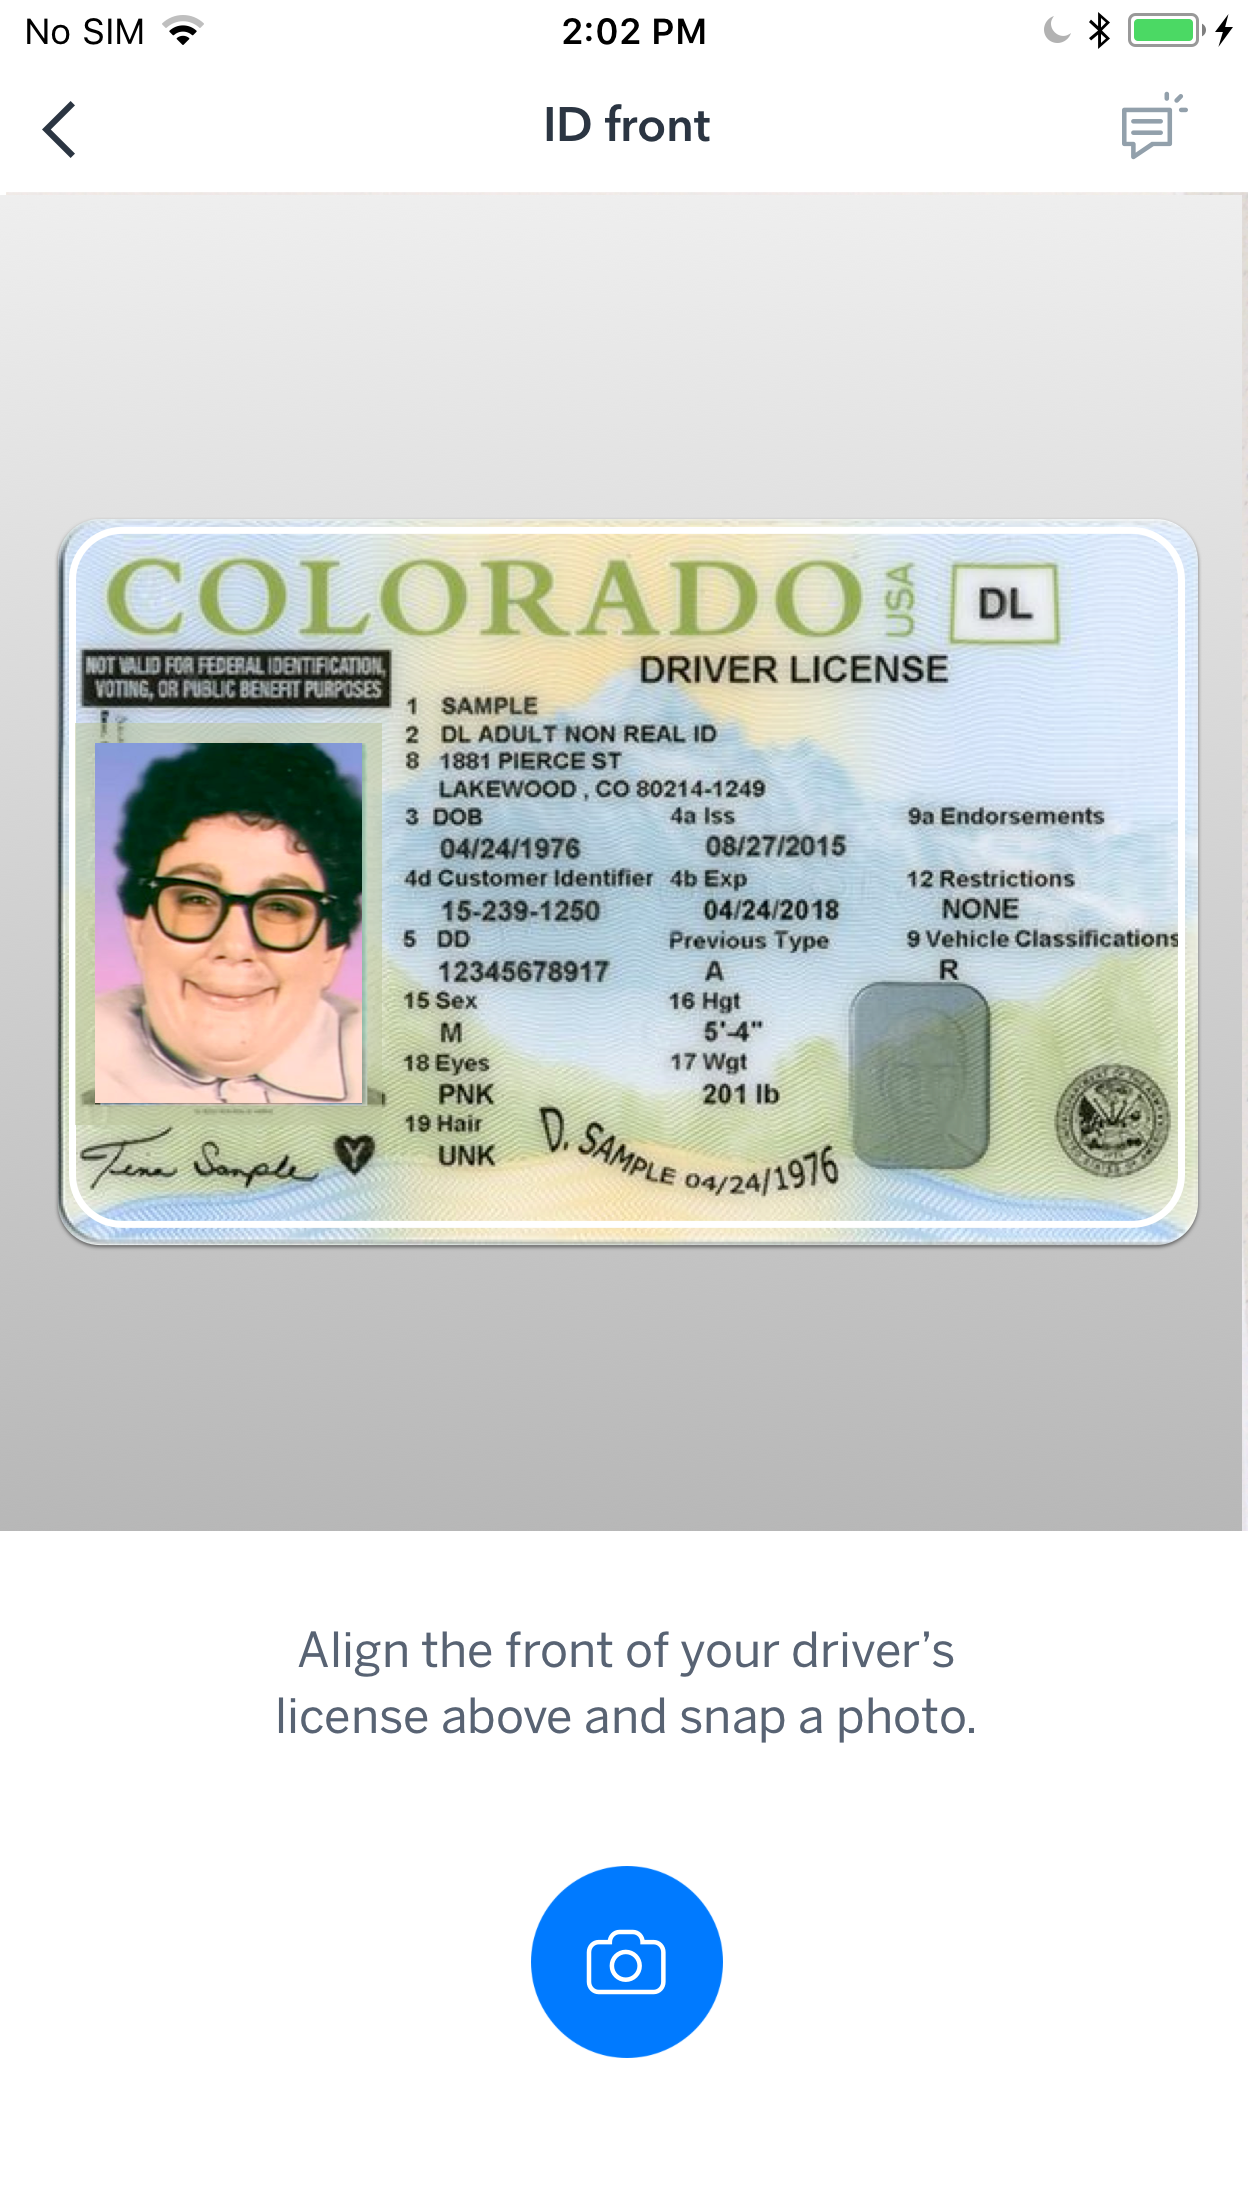 No SIM 2:02 PM
ID front
COLORADO USA DL
NOT VALID FOR FEDERAL IDENTIFICATION,
VOTING, OR PUBLIC BENEFIT PURPOSES
DRIVER LICENSE
1 SAMPLE
2 DL ADULT NON REAL ID
8 1881 PIERCE ST
LAKEWOOD , CO 80214-1249
3 DOB 4a Iss 9a Endorsements
04/24/1976 08/27/2015
4d Customer Identifier 4b Exp 12 Restrictions
15-239-1250 04/24/2018 NONE
5 DD Previous Type 9 Vehicle Classifications
12345678917 A R
15 Sex 16 Hgt
M 5'-4"
18 Eyes 17 Wgt
PNK 201 lb
19 Hair
UNK
D. SAMPLE 04/24/1976
Tina Sample
Y
Align the front of your driver’s
license above and snap a photo.